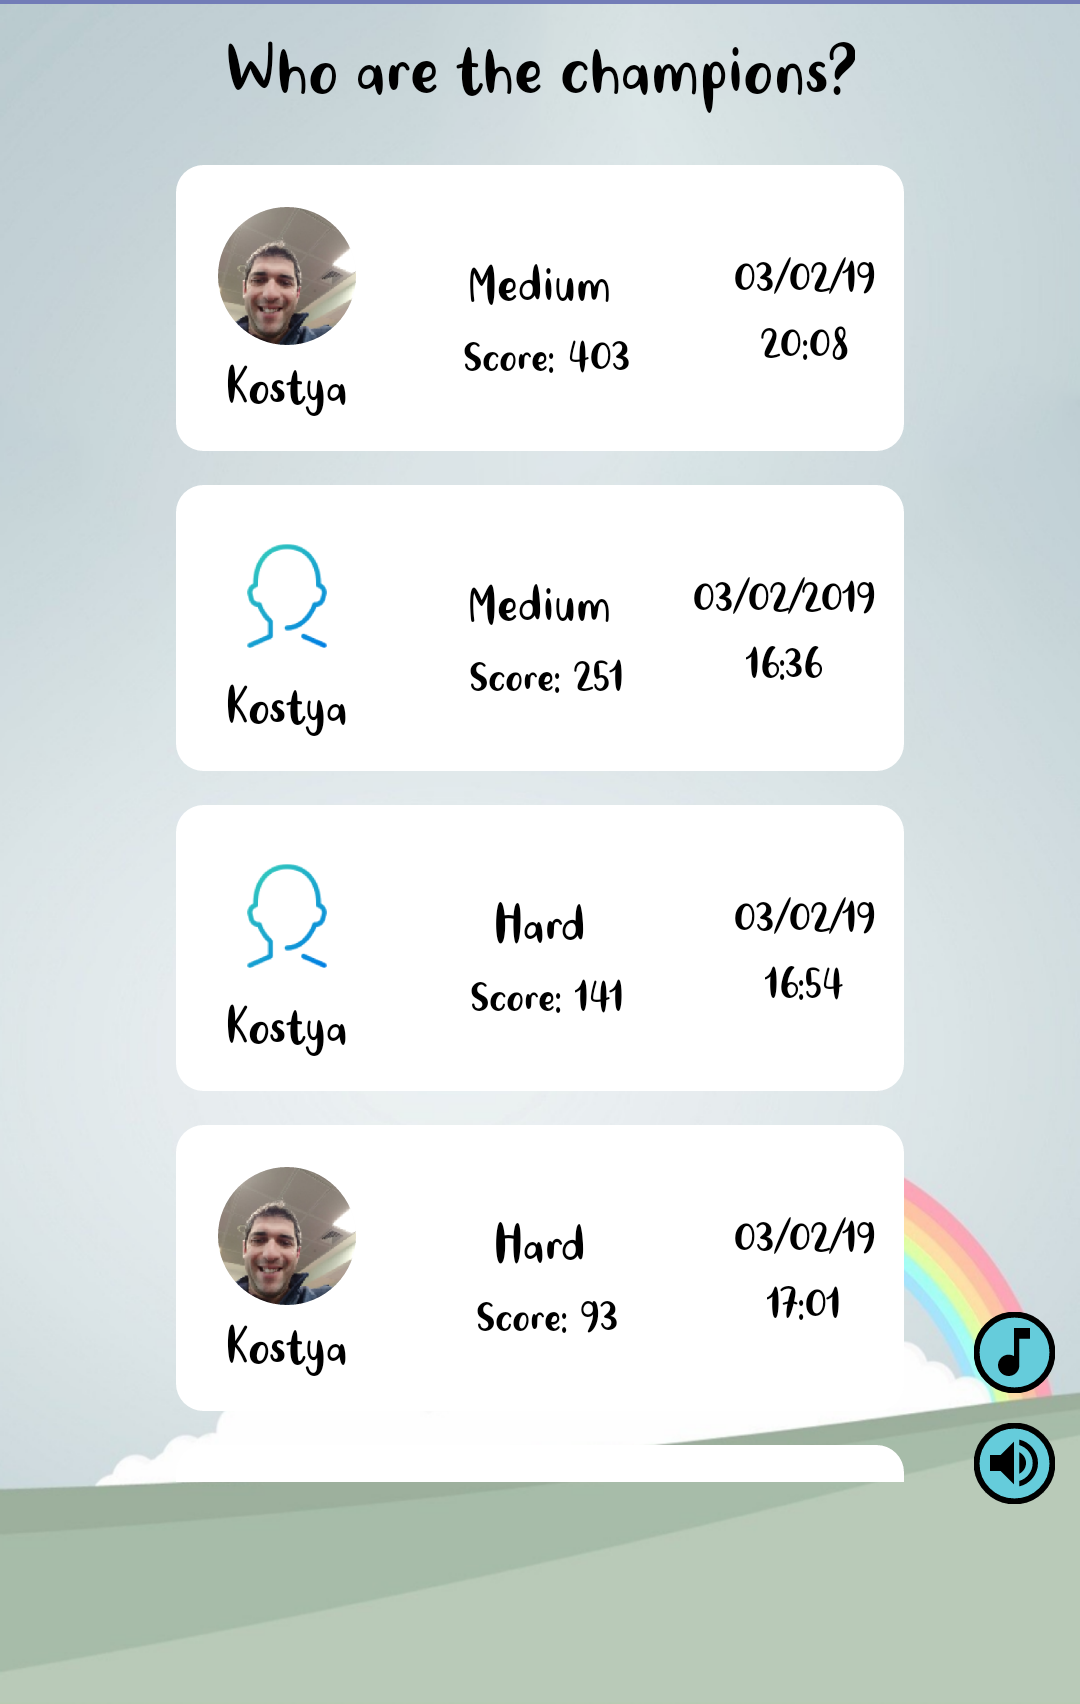 Who are the champions?
Medium
03/02/19
Score: 403
20:08
Kostya
Medium
03/02/2019
Score: 251
16:36
Kostya
Hard
03/02/19
Score: 141
16:54
Kostya
Hard
03/02/19
Score: 93
17:01
Kostya